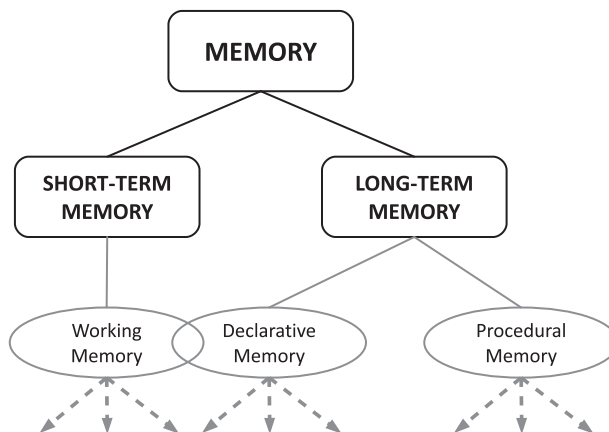 MEMORY
SHORT-TERM
MEMORY
LONG-TERM
MEMORY
Working
Memory
Declarative
Memory
Procedural
Memory